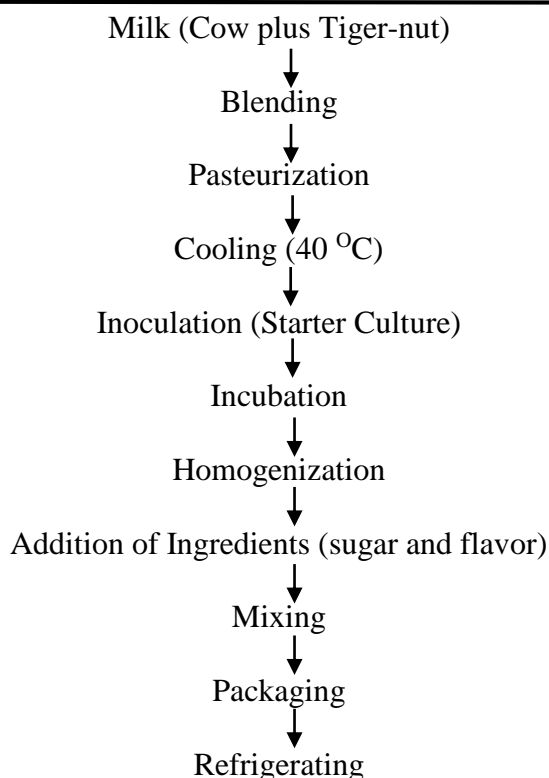 Milk (Cow plus Tiger-nut)
Blending
Pasteurization
Cooling (40 ᴼC)
Inoculation (Starter Culture)
Incubation
Homogenization
Addition of Ingredients (sugar and flavor)
Mixing
Packaging
Refrigerating